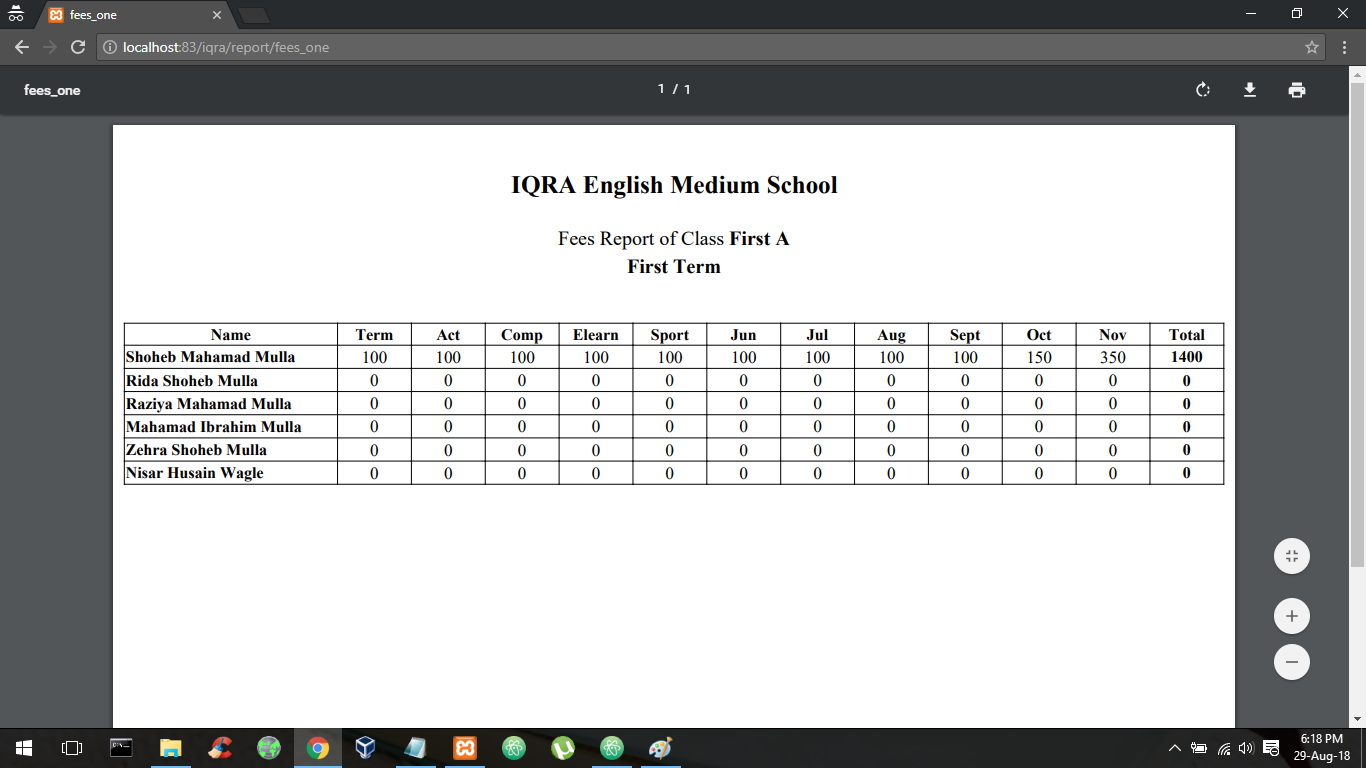 fees_one
localhost:83/iqra/report/fees_one
fees_one 1 / 1
IQRA English Medium School
Fees Report of Class First A
First Term
Name Term Act Comp Elearn Sport Jun Jul Aug Sept Oct Nov Total
Shoheb Mahamad Mulla 100 100 100 100 100 100 100 100 100 150 350 1400
Rida Shoheb Mulla 0 0 0 0 0 0 0 0 0 0 0 0
Raziya Mahamad Mulla 0 0 0 0 0 0 0 0 0 0 0 0
Mahamad Ibrahim Mulla 0 0 0 0 0 0 0 0 0 0 0 0
Zehra Shoheb Mulla 0 0 0 0 0 0 0 0 0 0 0 0
Nisar Husain Wagle 0 0 0 0 0 0 0 0 0 0 0 0
6:18 PM
29-Aug-18